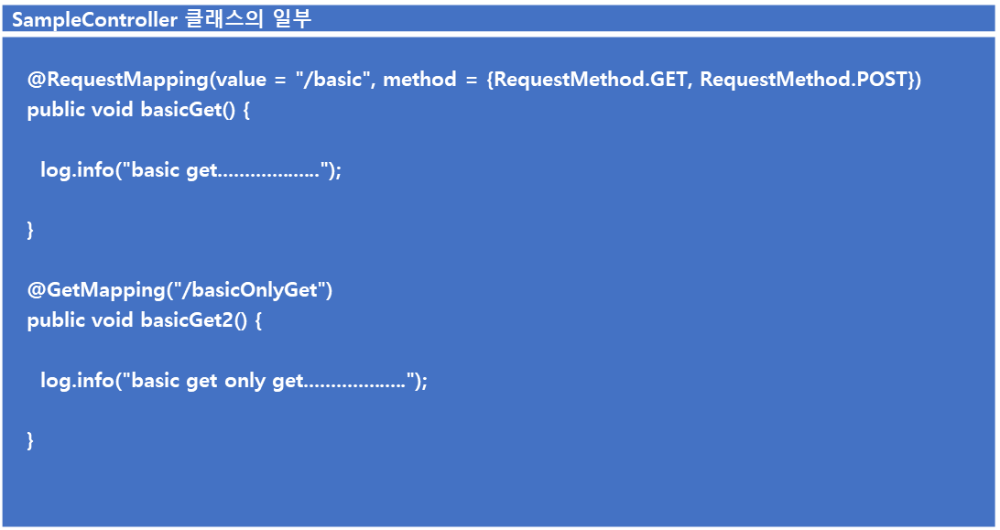 SampleController 클래스의 일부
@RequestMapping(value = "/basic", method = {RequestMethod.GET, RequestMethod.POST})
public void basicGet() {
log.info("basic get...................");
}
@GetMapping("/basicOnlyGet")
public void basicGet2() {
log.info("basic get only get...................");
}